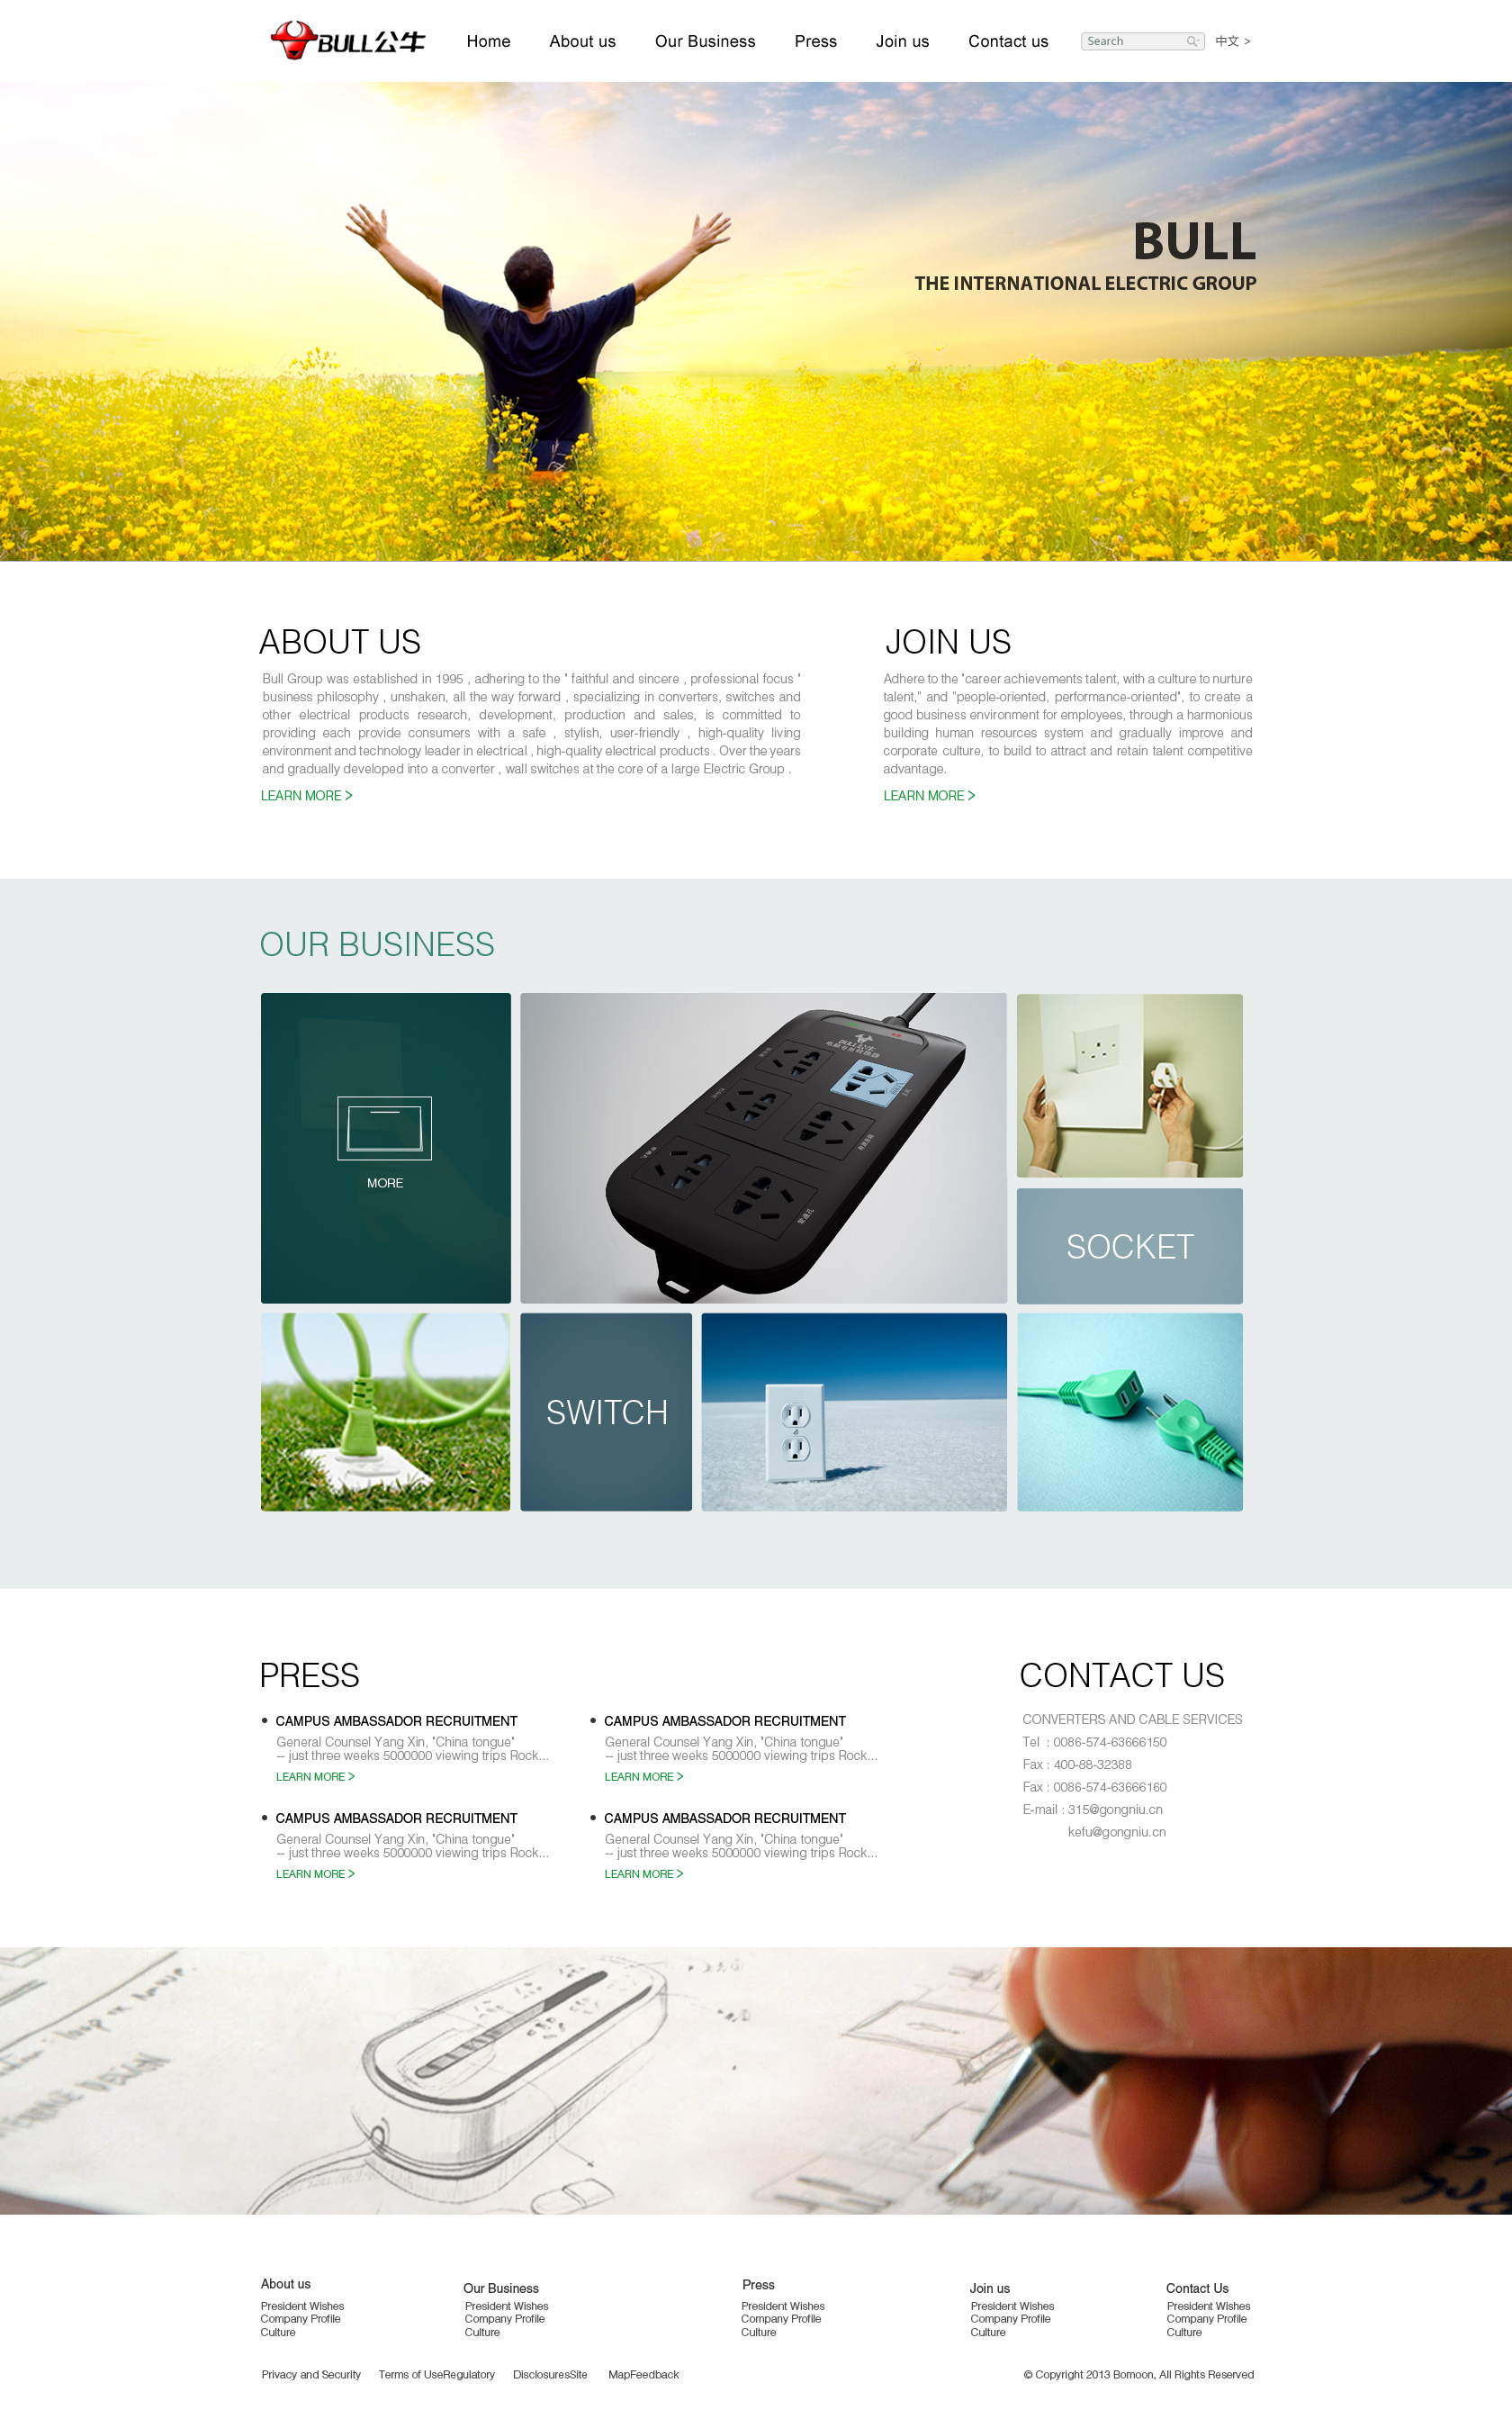 BULL公牛
Home About us Our Business Press Join us Contact us Search 中文 >
BULL
THE INTERNATIONAL ELECTRIC GROUP
ABOUT US
Bull Group was established in 1995 , adhering to the " faithful and sincere , professional focus "
business philosophy , unshaken, all the way forward , specializing in converters, switches and
other electrical products research, development, production and sales, is committed to
providing each provide consumers with a safe , stylish, user-friendly , high-quality living
environment and technology leader in electrical , high-quality electrical products . Over the years
and gradually developed into a converter , wall switches at the core of a large Electric Group .
LEARN MORE >
JOIN US
Adhere to the "career achievements talent, with a culture to nurture
talent," and "people-oriented, performance-oriented", to create a
good business environment for employees, through a harmonious
building human resources system and gradually improve and
corporate culture, to build to attract and retain talent competitive
advantage.
LEARN MORE >
OUR BUSINESS
MORE
BULL公牛
SOCKET
SWITCH
PRESS
CAMPUS AMBASSADOR RECRUITMENT
General Counsel Yang Xin, "China tongue"
-- just three weeks 5000000 viewing trips Rock...
LEARN MORE >
CAMPUS AMBASSADOR RECRUITMENT
General Counsel Yang Xin, "China tongue"
-- just three weeks 5000000 viewing trips Rock...
LEARN MORE >
CAMPUS AMBASSADOR RECRUITMENT
General Counsel Yang Xin, "China tongue"
-- just three weeks 5000000 viewing trips Rock...
LEARN MORE >
CAMPUS AMBASSADOR RECRUITMENT
General Counsel Yang Xin, "China tongue"
-- just three weeks 5000000 viewing trips Rock...
LEARN MORE >
CONTACT US
CONVERTERS AND CABLE SERVICES
Tel : 0086-574-63666150
Fax : 400-88-32388
Fax : 0086-574-63666160
E-mail : 315@gongniu.cn
kefu@gongniu.cn
About us
President Wishes
Company Profile
Culture
Our Business
President Wishes
Company Profile
Culture
Press
President Wishes
Company Profile
Culture
Join us
President Wishes
Company Profile
Culture
Contact Us
President Wishes
Company Profile
Culture
Privacy and Security Terms of UseRegulatory DisclosuresSite MapFeedback
© Copyright 2013 Bomoon, All Rights Reserved